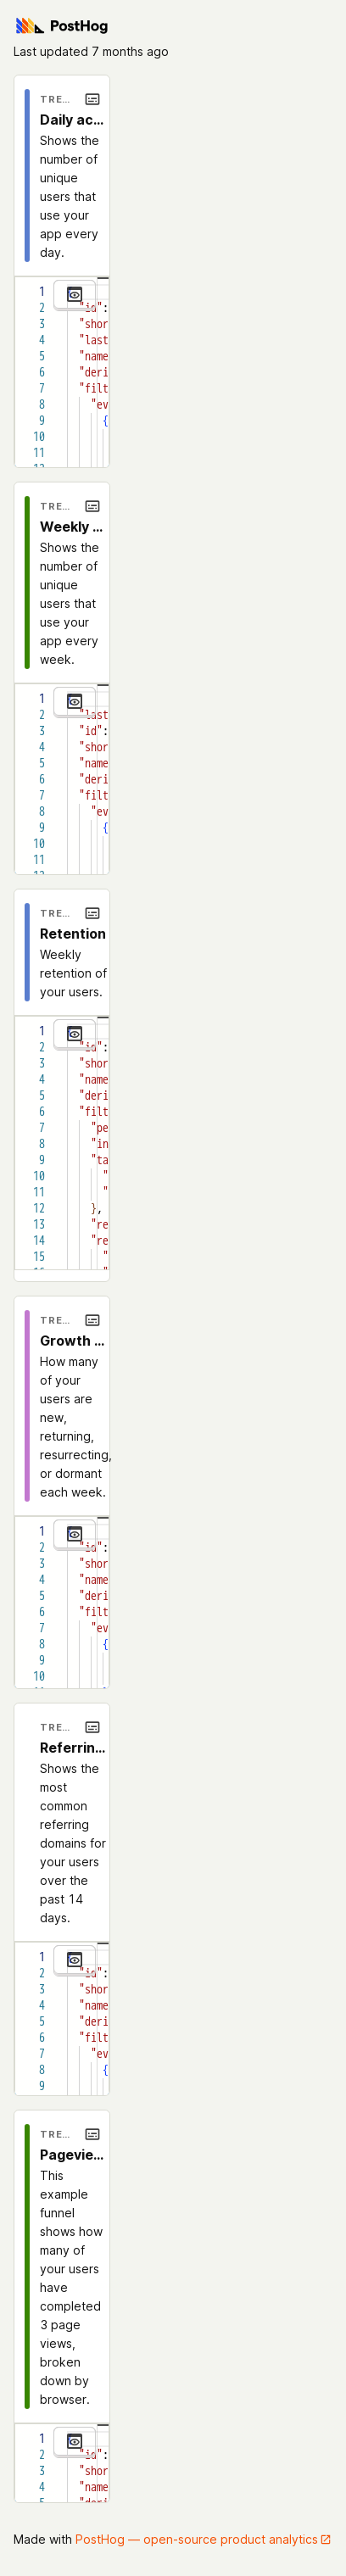 PostHog
Last updated 7 months ago
TRE...
Daily ac...
Shows the
number of
unique
users that
use your
app every
day.
1
2 "id":
3 "shor
4 "last
5 "name
6 "deri
7 "filt
8 "ev
9 {
10
11
12
TRE...
Weekly ...
Shows the
number of
unique
users that
use your
app every
week.
1
2 "last
3 "id":
4 "shor
5 "name
6 "deri
7 "filt
8 "ev
9 {
10
11
12
TRE...
Retention
Weekly
retention of
your users.
1
2 "id":
3 "shor
4 "name
5 "deri
6 "filt
7 "pe
8 "in
9 "ta
10 "
11 "
12 },
13 "re
14 "re
15 "
16 "
TRE...
Growth ...
How many
of your
users are
new,
returning,
resurrecting,
or dormant
each week.
1
2 "id":
3 "shor
4 "name
5 "deri
6 "filt
7 "ev
8 {
9
10
TRE...
Referrin...
Shows the
most
common
referring
domains for
your users
over the
past 14
days.
1
2 "id":
3 "shor
4 "name
5 "deri
6 "filt
7 "ev
8 {
9
TRE...
Pagevie...
This
example
funnel
shows how
many of
your users
have
completed
3 page
views,
broken
down by
browser.
1
2 "id":
3 "shor
4 "name
5 "deri
Made with PostHog — open-source product analytics